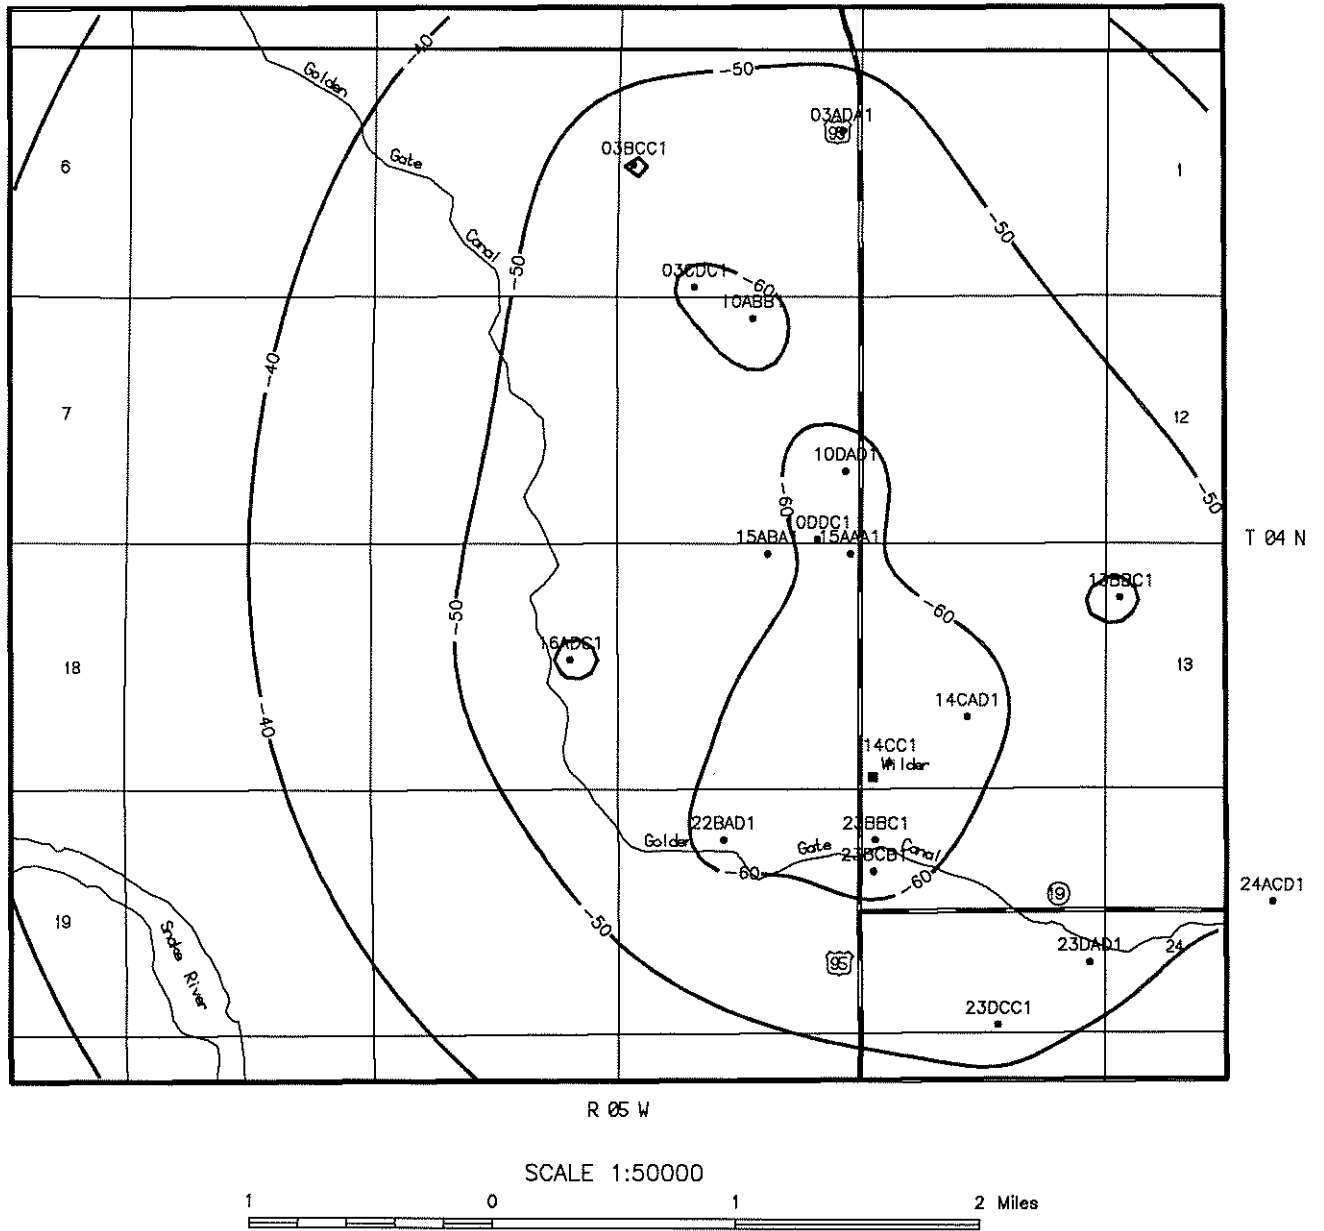 -40
-50
Golden
03ADA1
95
03BCC1
6
Gate
1
-50
Canal
-50
03CDC1
-60
10ABB1
-40
7
12
10DAD1
-60
-50
0DDC1
15ABA
15AAA1
T 04 N
13BBC1
-50
-60
16ADC1
18
13
14CAD1
-40
14CC1
Wilder
22BAD1
23BBC1
Golden
Gate
Canal
23BCB1
-60
-60
24ACD1
19
19
-50
Snake River
23DAD1
24
95
23DCC1
R 05 W
SCALE 1:50000
1 0 1 2 Miles